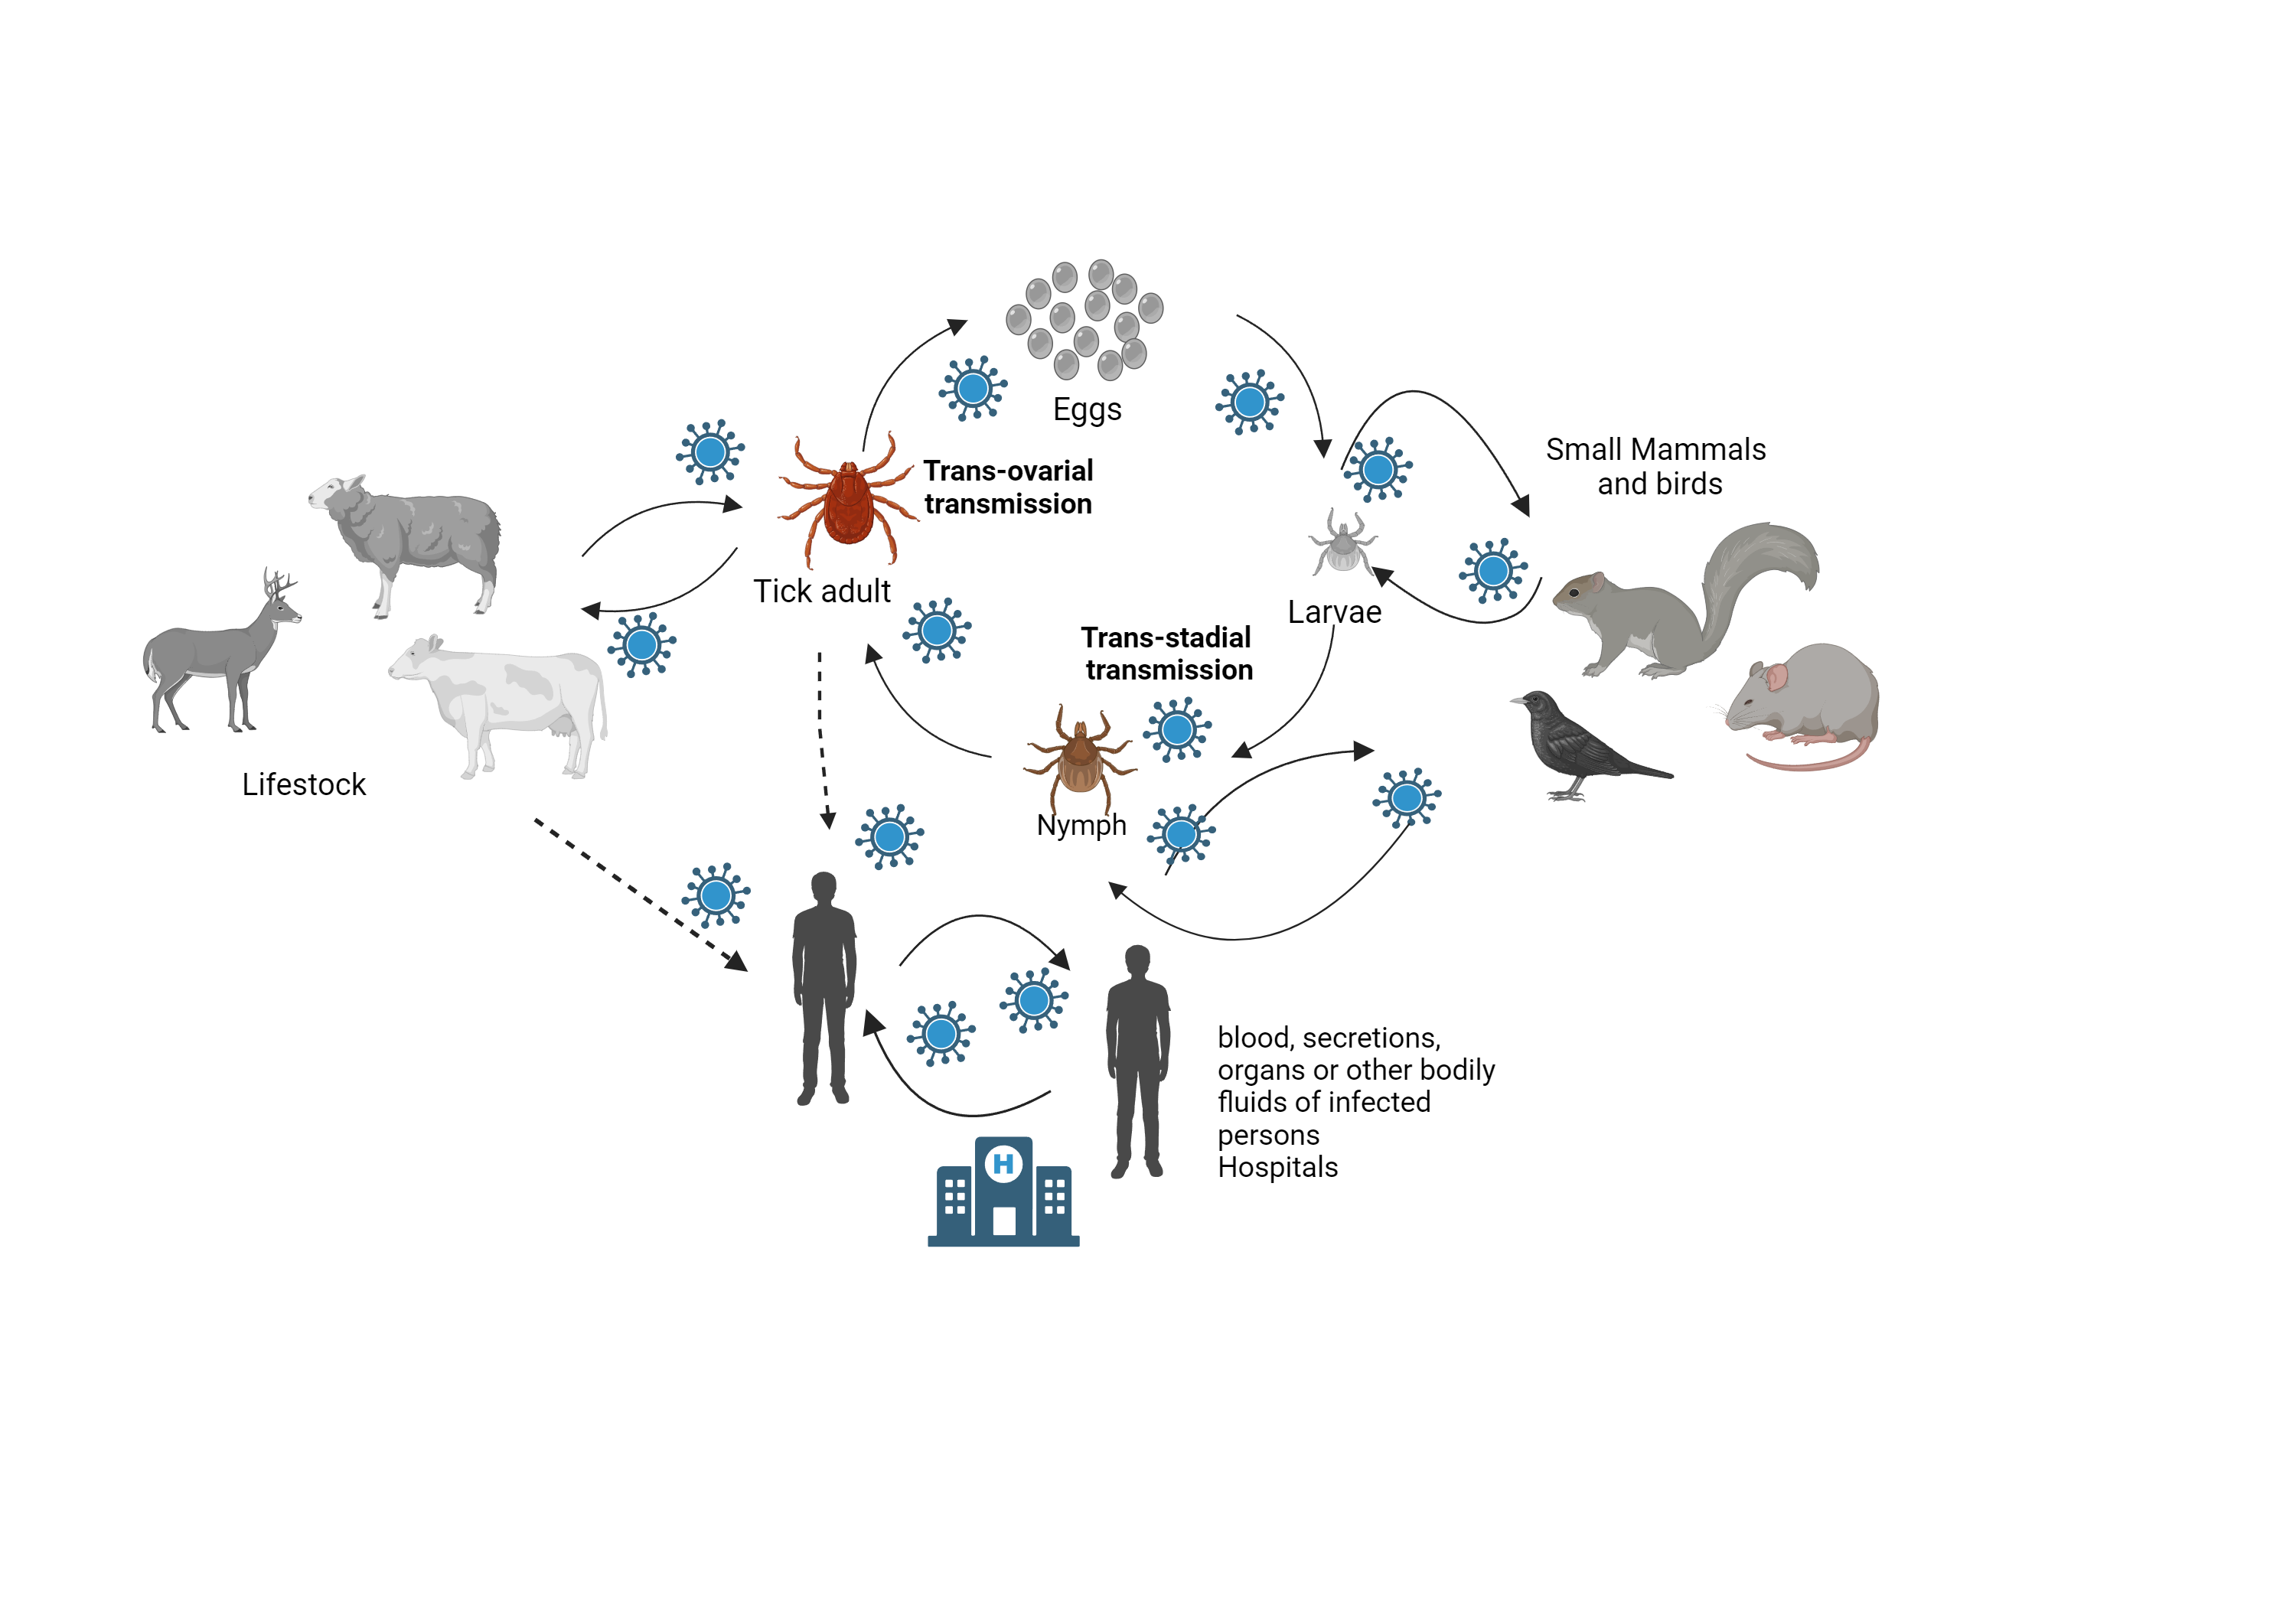 Eggs
Small Mammals
and birds
Trans-ovarial
transmission
Tick adult
Larvae
Trans-stadial
transmission
Lifestock
Nymph
blood, secretions,
organs or other bodily
fluids of infected
persons
Hospitals
H